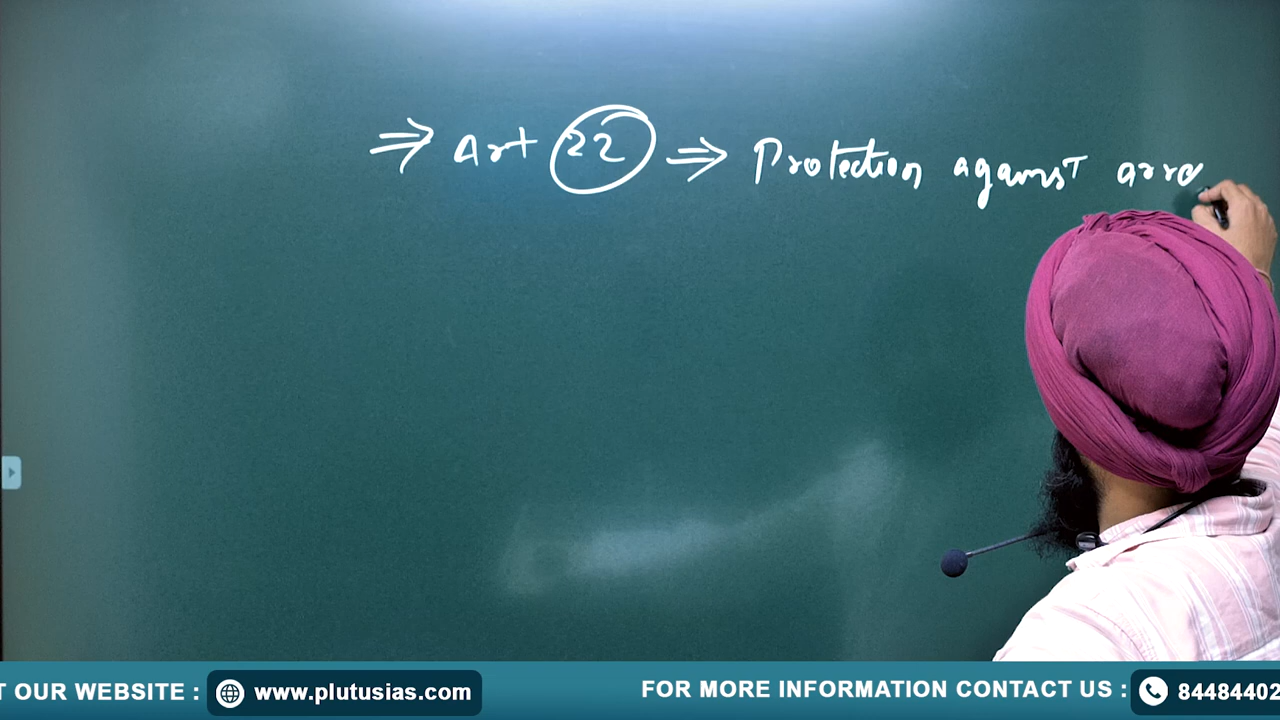 ⇒ Art 22 ⇒ Protection against arre
T OUR WEBSITE : www.plutusias.com FOR MORE INFORMATION CONTACT US : 84484402